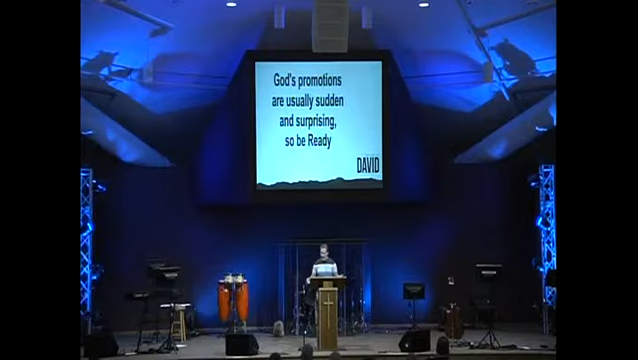 God's promotions
are usually sudden
and surprising,
so be Ready
DAVID